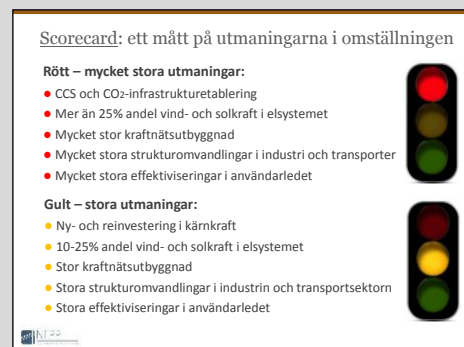 Scorecard: ett mått på utmaningarna i omställningen
Rött – mycket stora utmaningar:
● CCS och CO2-infrastruktureta­blering
● Mer än 25% andel vind- och solkraft i elsystemet
● Mycket stor kraftnätsutbyggnad
● Mycket stora strukturomvandlingar i industri och transporter
● Mycket stora effektiviseringar i användarledet
Gult – stora utmaningar:
● Ny- och reinvestering i kärnkraft
● 10-25% andel vind- och solkraft i elsystemet
● Stor kraftnätsutbyggnad
● Stora strukturomvandlingar i industrin och transportsektorn
● Stora effektiviseringar i användarledet